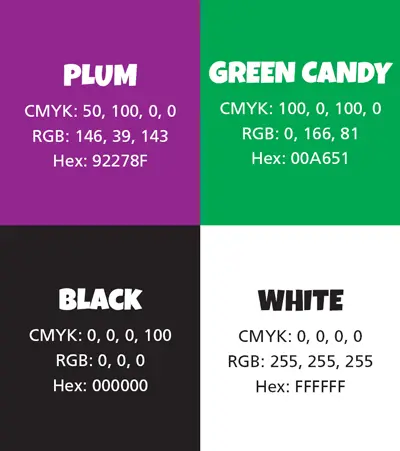 PLUM
CMYK: 50, 100, 0, 0
RGB: 146, 39, 143
Hex: 92278F
GREEN CANDY
CMYK: 100, 0, 100, 0
RGB: 0, 166, 81
Hex: 00A651
BLACK
CMYK: 0, 0, 0, 100
RGB: 0, 0, 0
Hex: 000000
WHITE
CMYK: 0, 0, 0, 0
RGB: 255, 255, 255
Hex: FFFFFF